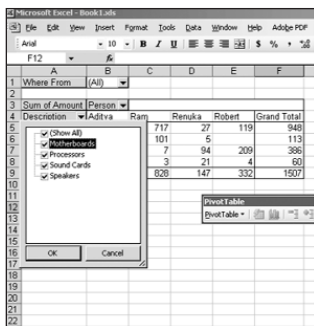 Microsoft Excel - Book1.xls
File Edit View Insert Format Tools Data Window Help Adobe PDF
Arial 10 B I U $ % ,
F12
A B C D E F
1 Where From (All)
2
3 Sum of Amount Person
4 Description Aditya Ram Renuka Robert Grand Total
5 717 27 119 948
6 101 5 113
7 7 94 209 386
8 3 21 4 60
9 828 147 332 1507
(Show All)
Motherboards
Processors
Sound Cards
Speakers
OK Cancel
10
11
12
13
14
15
16
17
18
19
20
21
22
PivotTable
PivotTable